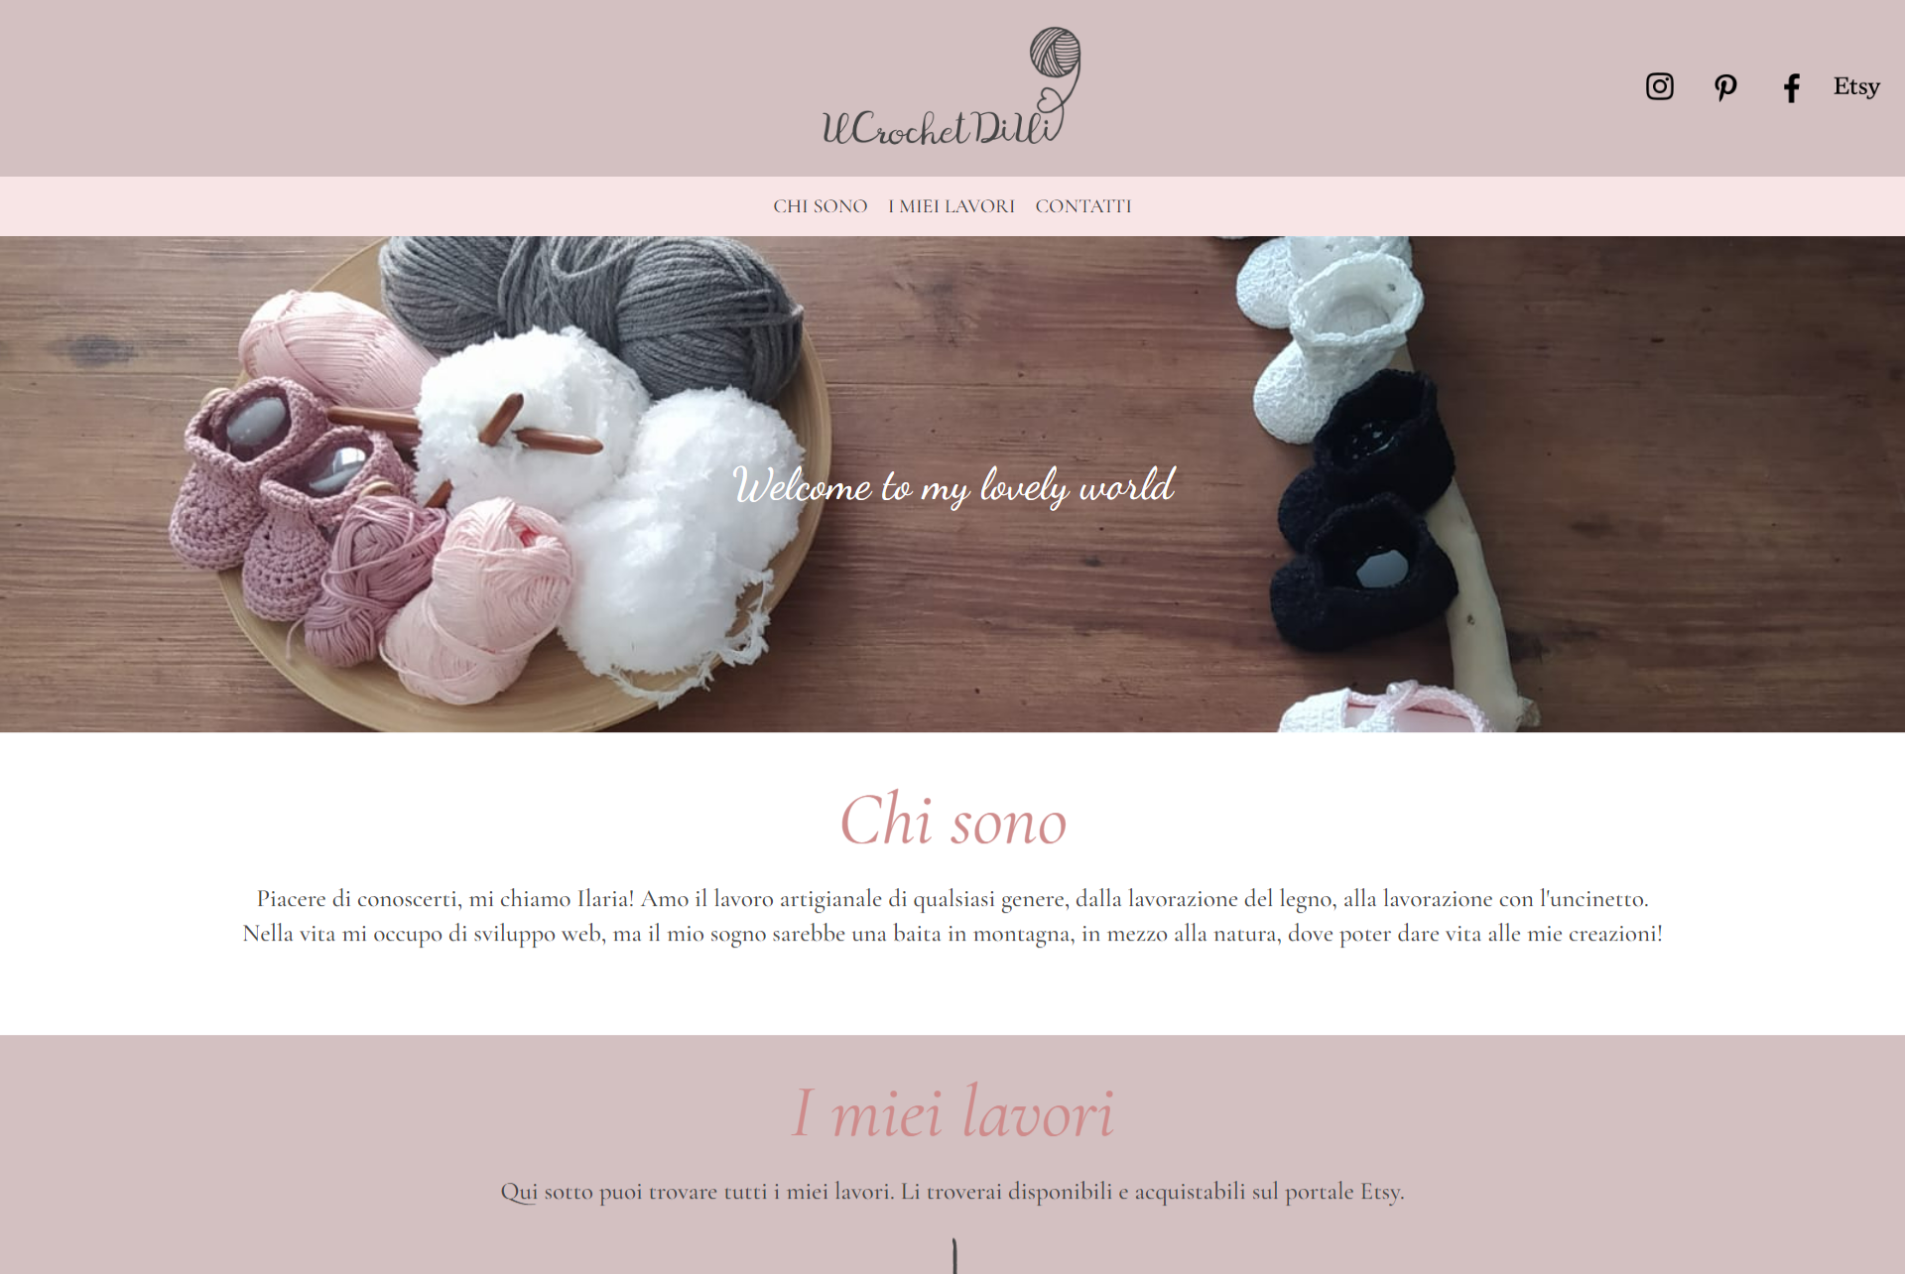 IlCrochetDiIlli
Etsy
CHI SONO I MIEI LAVORI CONTATTI
Welcome to my lovely world
Chi sono
Piacere di conoscerti, mi chiamo Ilaria! Amo il lavoro artigianale di qualsiasi genere, dalla lavorazione del legno, alla lavorazione con l'uncinetto.
Nella vita mi occupo di sviluppo web, ma il mio sogno sarebbe una baita in montagna, in mezzo alla natura, dove poter dare vita alle mie creazioni!
I miei lavori
Qui sotto puoi trovare tutti i miei lavori. Li troverai disponibili e acquistabili sul portale Etsy.